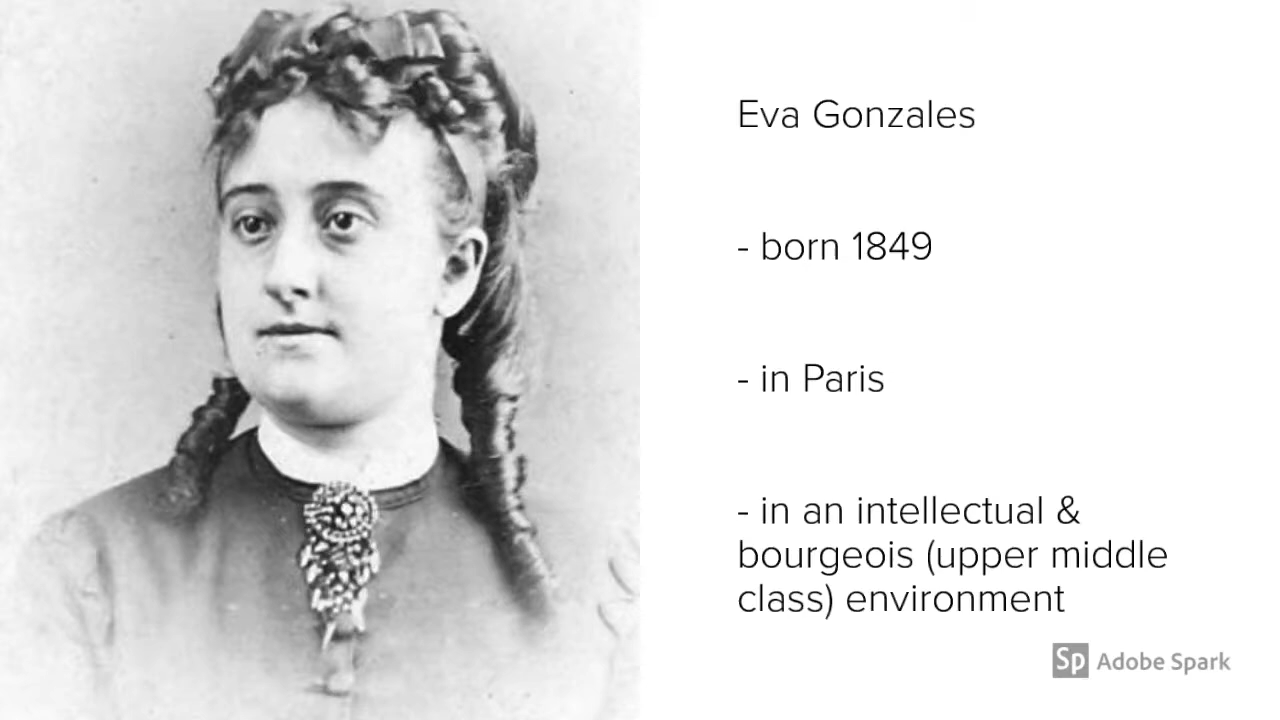 Eva Gonzales
- born 1849
- in Paris
- in an intellectual &
bourgeois (upper middle
class) environment
Sp Adobe Spark